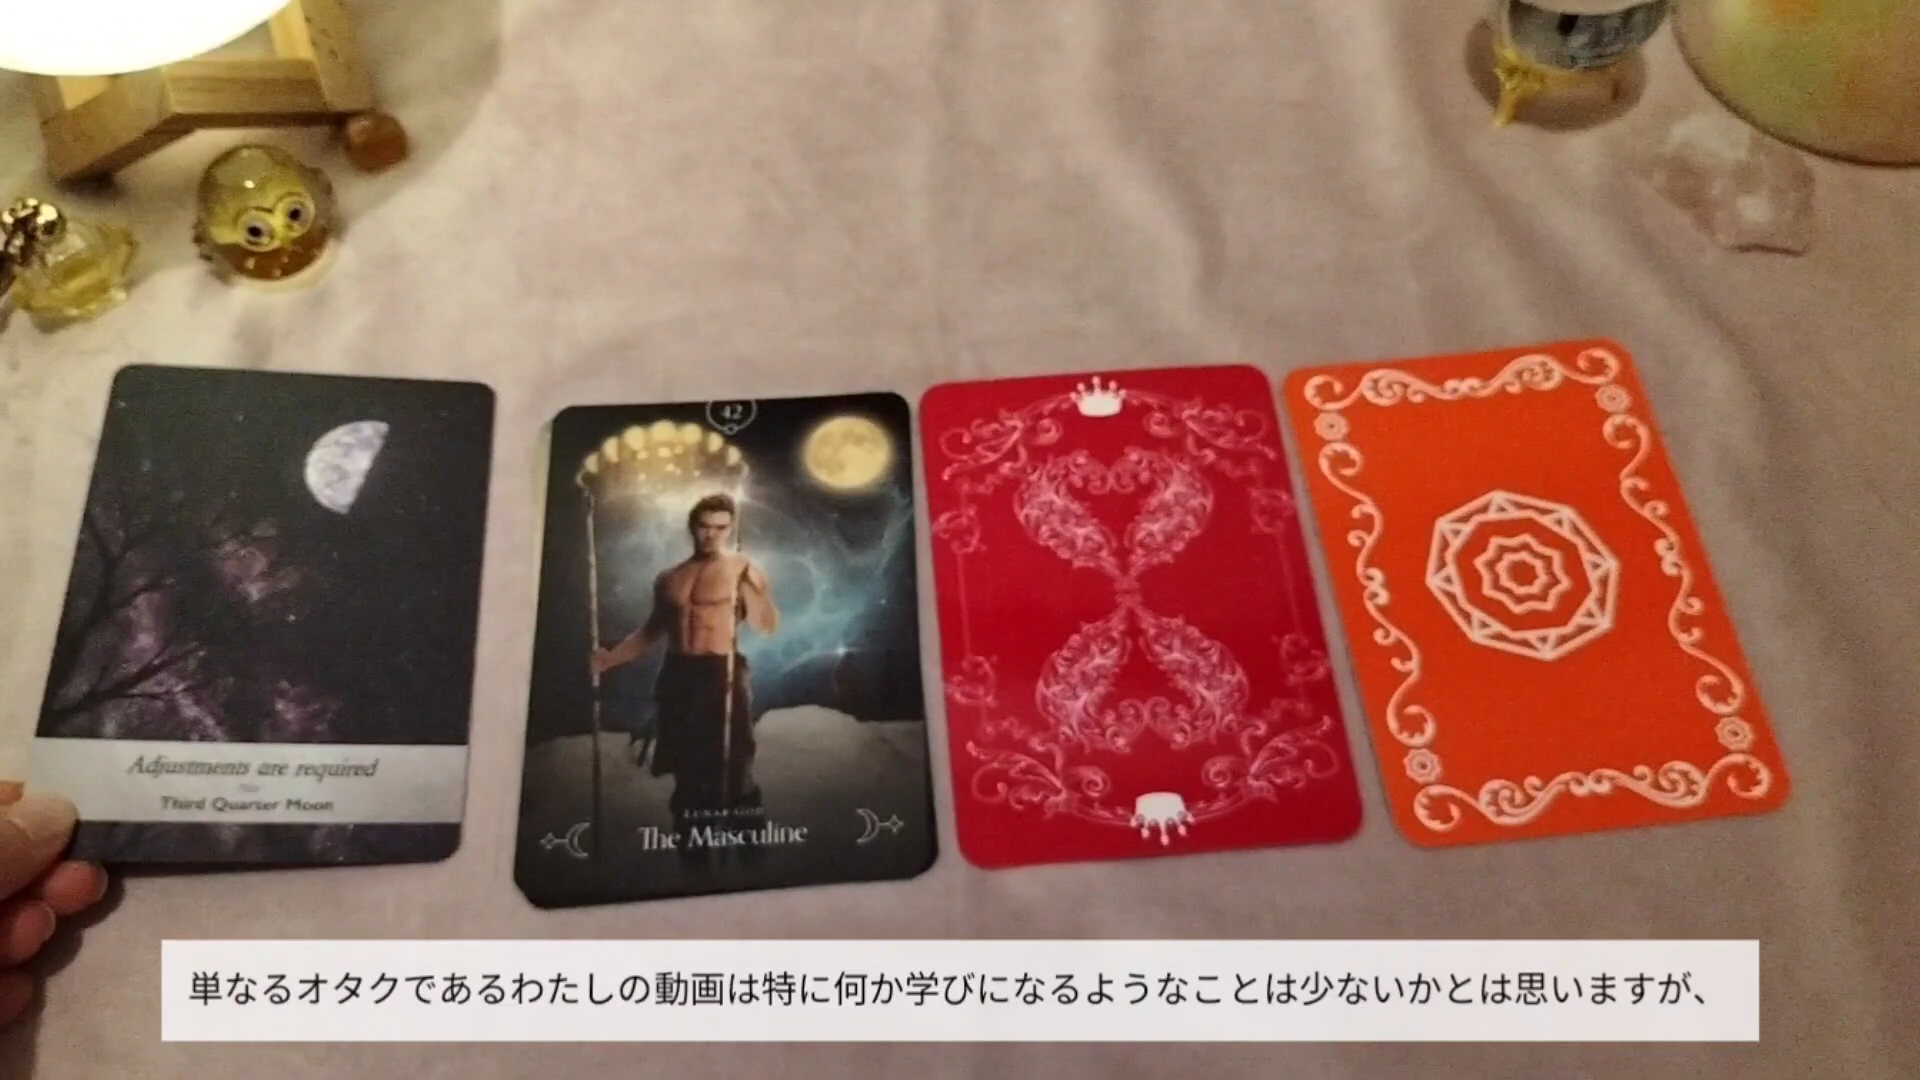 Adjustments are required
Third Quarter Moon
42
LUNAR GOD
The Masculine
単なるオタクであるわたしの動画は特に何か学びになるようなことは少ないかとは思いますが、